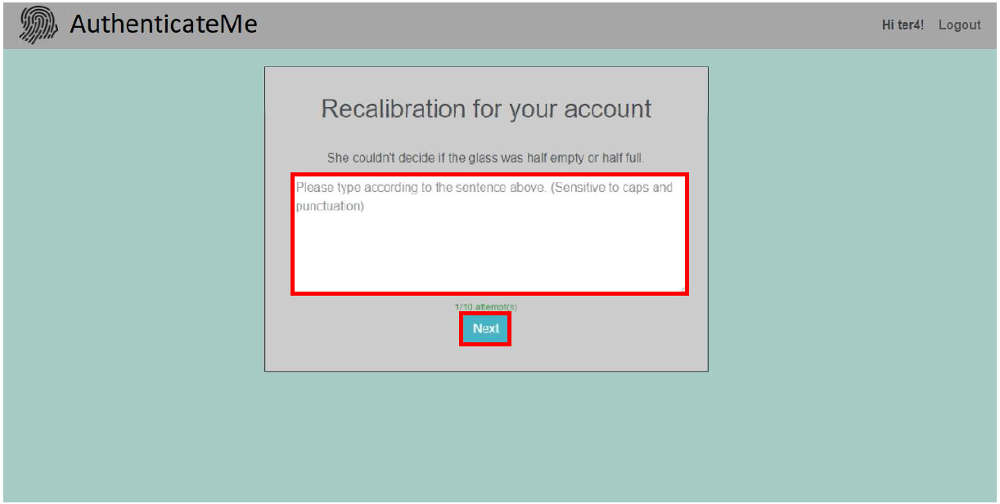 AuthenticateMe
Hi ter4! Logout
Recalibration for your account
She couldn't decide if the glass was half empty or half full.
Please type according to the sentence above. (Sensitive to caps and
punctuation)
1/10 attempt(s)
Next